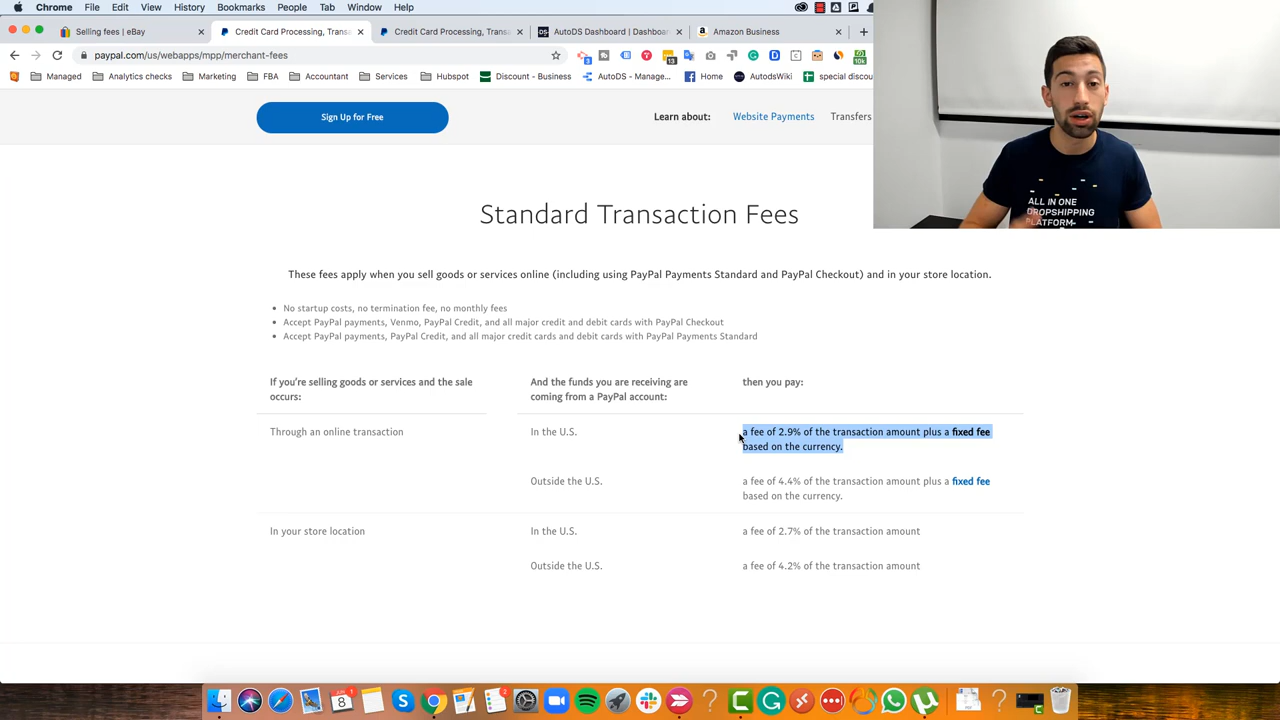 Chrome File Edit View History Bookmarks People Tab Window Help
Selling fees | eBay
Credit Card Processing, Transa
Credit Card Processing, Transa
AutoDS Dashboard | Dashboar
Amazon Business
paypal.com/us/webapps/mpp/merchant-fees
13
10k
Managed Analytics checks Marketing FBA Accountant Services Hubspot Discount - Business AutoDS - Manage... Home AutodsWiki special discou
Sign Up for Free
Learn about: Website Payments Transfers
ALL IN ONE
DROPSHIPPING
PLATFORM
Standard Transaction Fees
These fees apply when you sell goods or services online (including using PayPal Payments Standard and PayPal Checkout) and in your store location.
• No startup costs, no termination fee, no monthly fees
• Accept PayPal payments, Venmo, PayPal Credit, and all major credit and debit cards with PayPal Checkout
• Accept PayPal payments, PayPal Credit, and all major credit cards and debit cards with PayPal Payments Standard
If you're selling goods or services and the sale
occurs:
And the funds you are receiving are
coming from a PayPal account:
then you pay:
Through an online transaction
In the U.S.
a fee of 2.9% of the transaction amount plus a fixed fee
based on the currency.
Outside the U.S.
a fee of 4.4% of the transaction amount plus a fixed fee
based on the currency.
In your store location
In the U.S.
a fee of 2.7% of the transaction amount
Outside the U.S.
a fee of 4.2% of the transaction amount
8